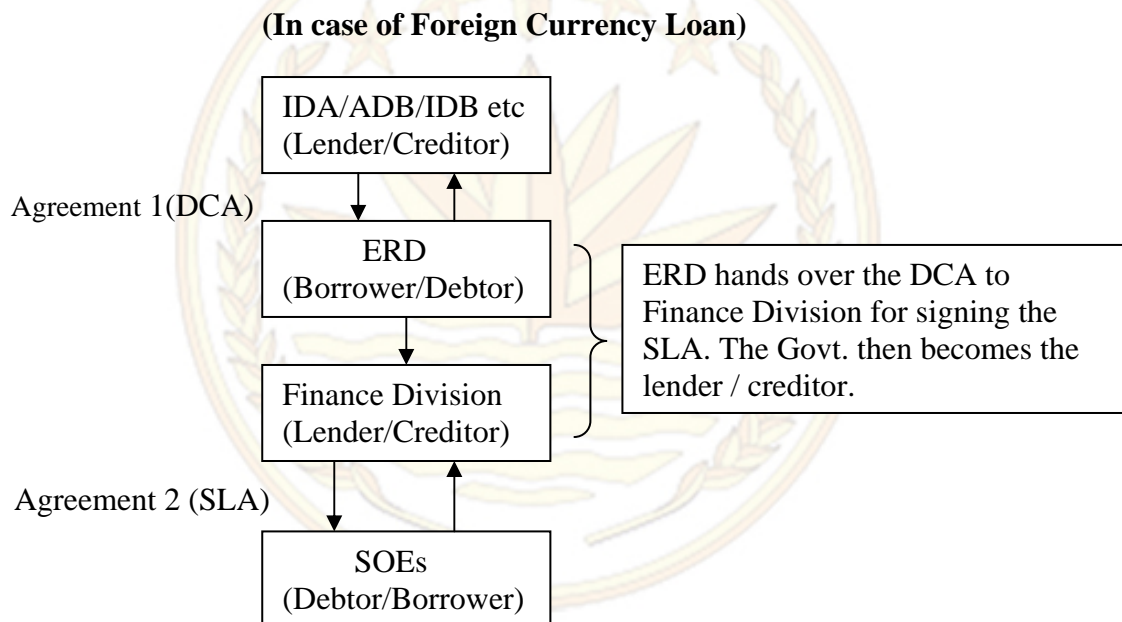 (In case of Foreign Currency Loan)
IDA/ADB/IDB etc
(Lender/Creditor)
Agreement 1(DCA)
ERD
(Borrower/Debtor)
ERD hands over the DCA to
Finance Division for signing the
SLA. The Govt. then becomes the
lender / creditor.
Finance Division
(Lender/Creditor)
Agreement 2 (SLA)
SOEs
(Debtor/Borrower)